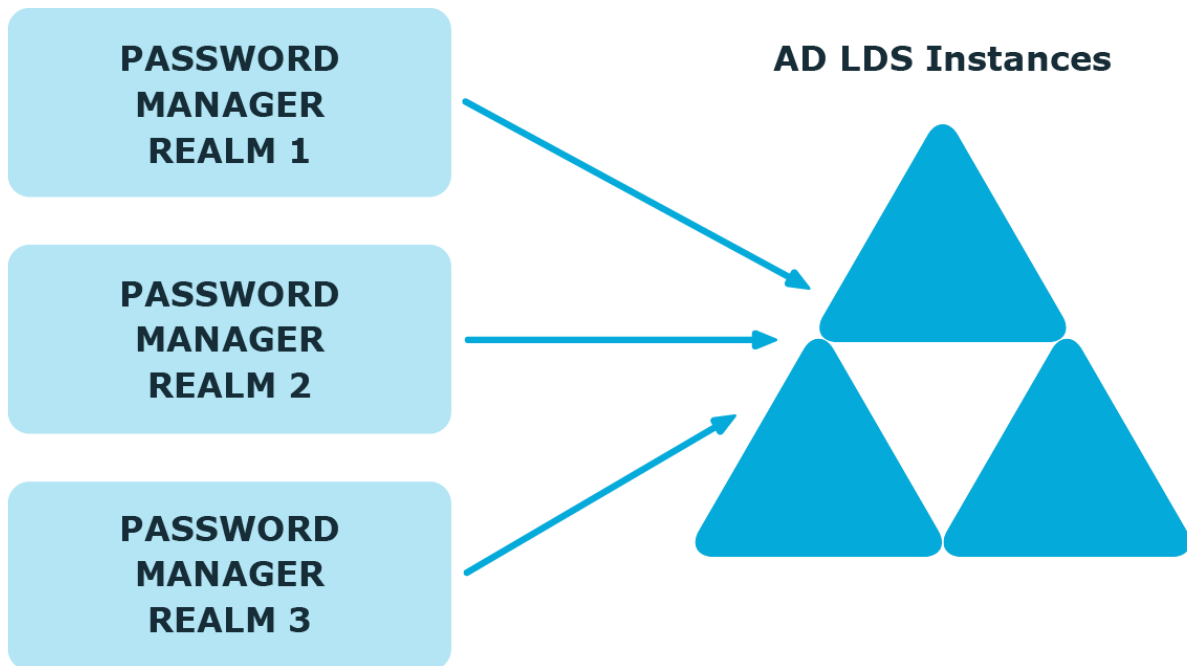 PASSWORD
MANAGER
REALM 1
AD LDS Instances
PASSWORD
MANAGER
REALM 2
PASSWORD
MANAGER
REALM 3